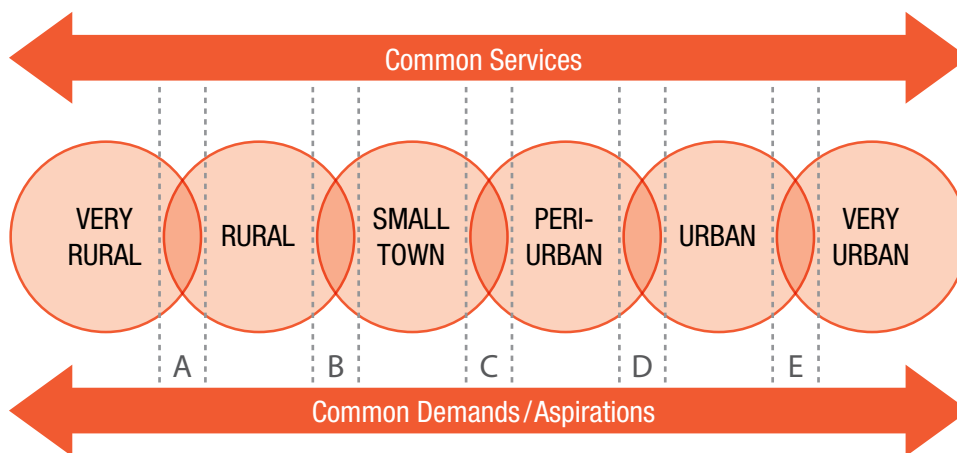 Common Services
VERY
RURAL
RURAL
SMALL
TOWN
PERI-
URBAN
URBAN
VERY
URBAN
A
B
C
D
E
Common Demands/Aspirations